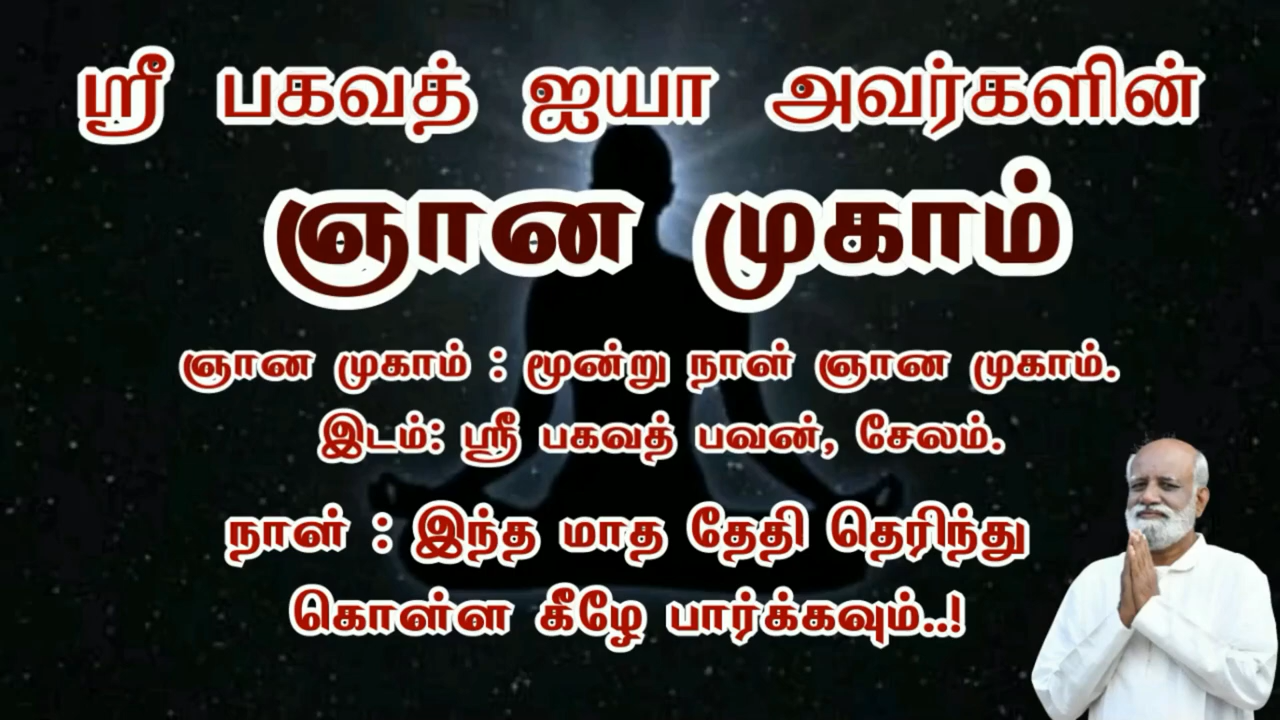 ஸ்ரீ பகவத் ஐயா அவர்களின்
ஞான முகாம்
ஞான முகாம் : மூன்று நாள் ஞான முகாம்.
இடம்: ஸ்ரீ பகவத் பவன், சேலம்.
நாள் : இந்த மாத தேதி தெரிந்து
கொள்ள கீழே பார்க்கவும்..!